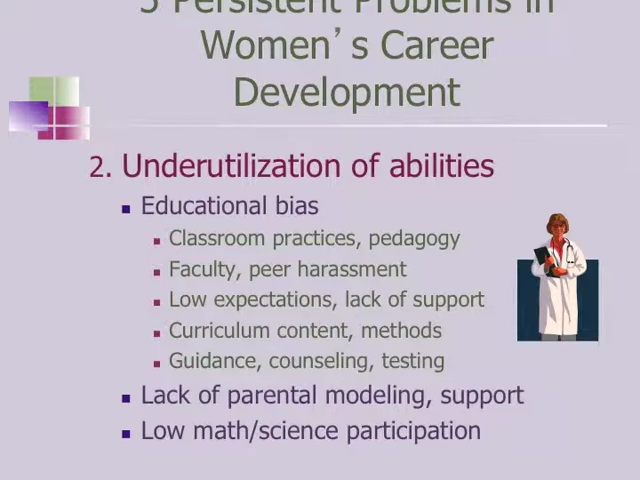 5 Persistent Problems in
Women's Career
Development
2. Underutilization of abilities
Educational bias
Classroom practices, pedagogy
Faculty, peer harassment
Low expectations, lack of support
Curriculum content, methods
Guidance, counseling, testing
Lack of parental modeling, support
Low math/science participation